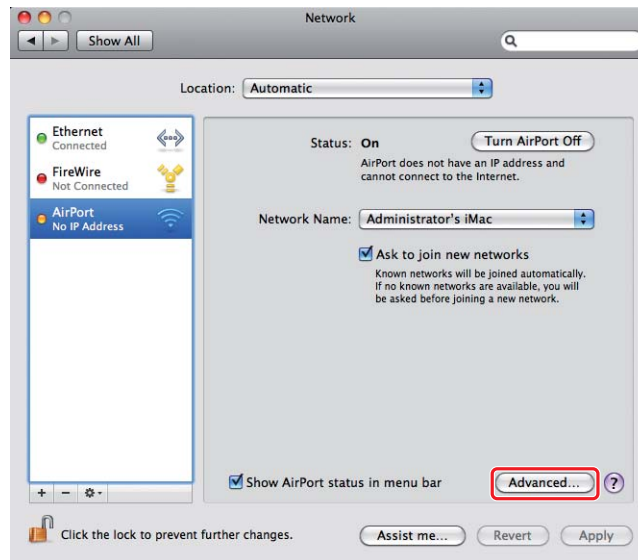 Network
Show All
Location: Automatic
Ethernet
Connected
FireWire
Not Connected
AirPort
No IP Address
Status: On
Turn AirPort Off
AirPort does not have an IP address and
cannot connect to the Internet.
Network Name: Administrator's iMac
Ask to join new networks
Known networks will be joined automatically.
If no known networks are available, you will
be asked before joining a new network.
Show AirPort status in menu bar
Advanced...
?
Click the lock to prevent further changes.
Assist me...
Revert
Apply